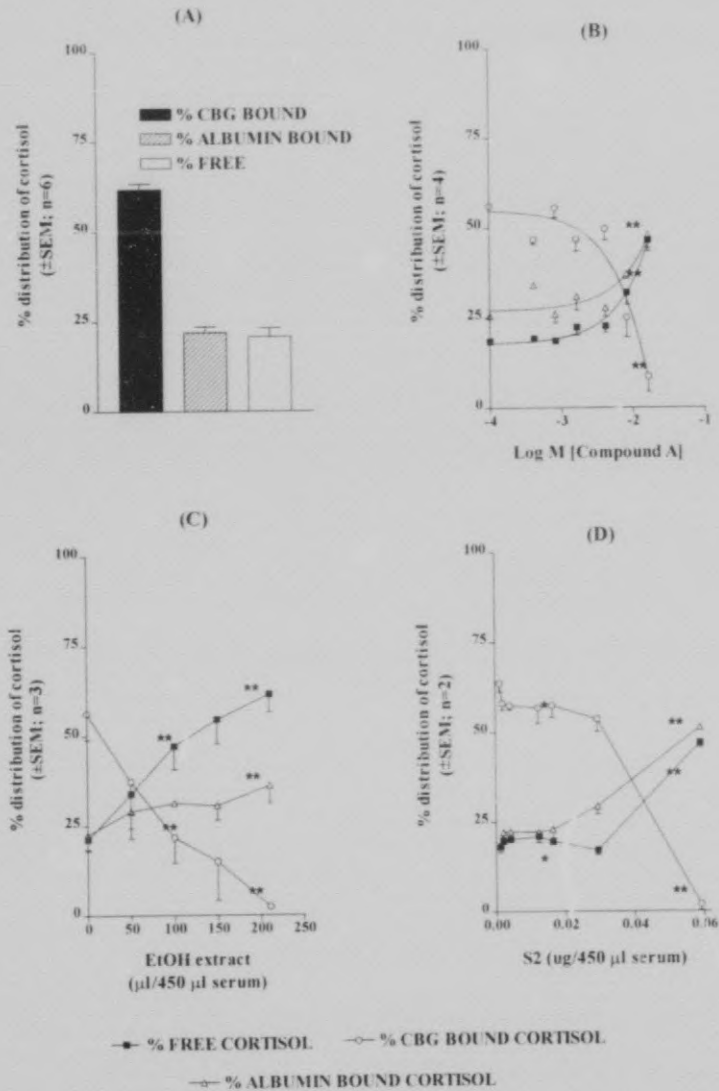 (A)
100
75
50
25
0
% distribution of cortisol
(±SEM; n=6)
% CBG BOUND
% ALBUMIN BOUND
% FREE
(B)
100
75
50
25
0
% distribution of cortisol
(±SEM; n=4)
**
**
**
-4
-3
-2
-1
Log M [Compound A]
(C)
100
75
50
25
0
% distribution of cortisol
(±SEM; n=3)
**
**
**
**
**
0
50
100
150
200
250
EtOH extract
(μl/450 μl serum)
(D)
100
75
50
25
0
% distribution of cortisol
(±SEM; n=2)
*
*
**
**
**
0.00
0.02
0.04
0.06
S2 (ug/450 μl serum)
% FREE CORTISOL
% CBG BOUND CORTISOL
% ALBUMIN BOUND CORTISOL